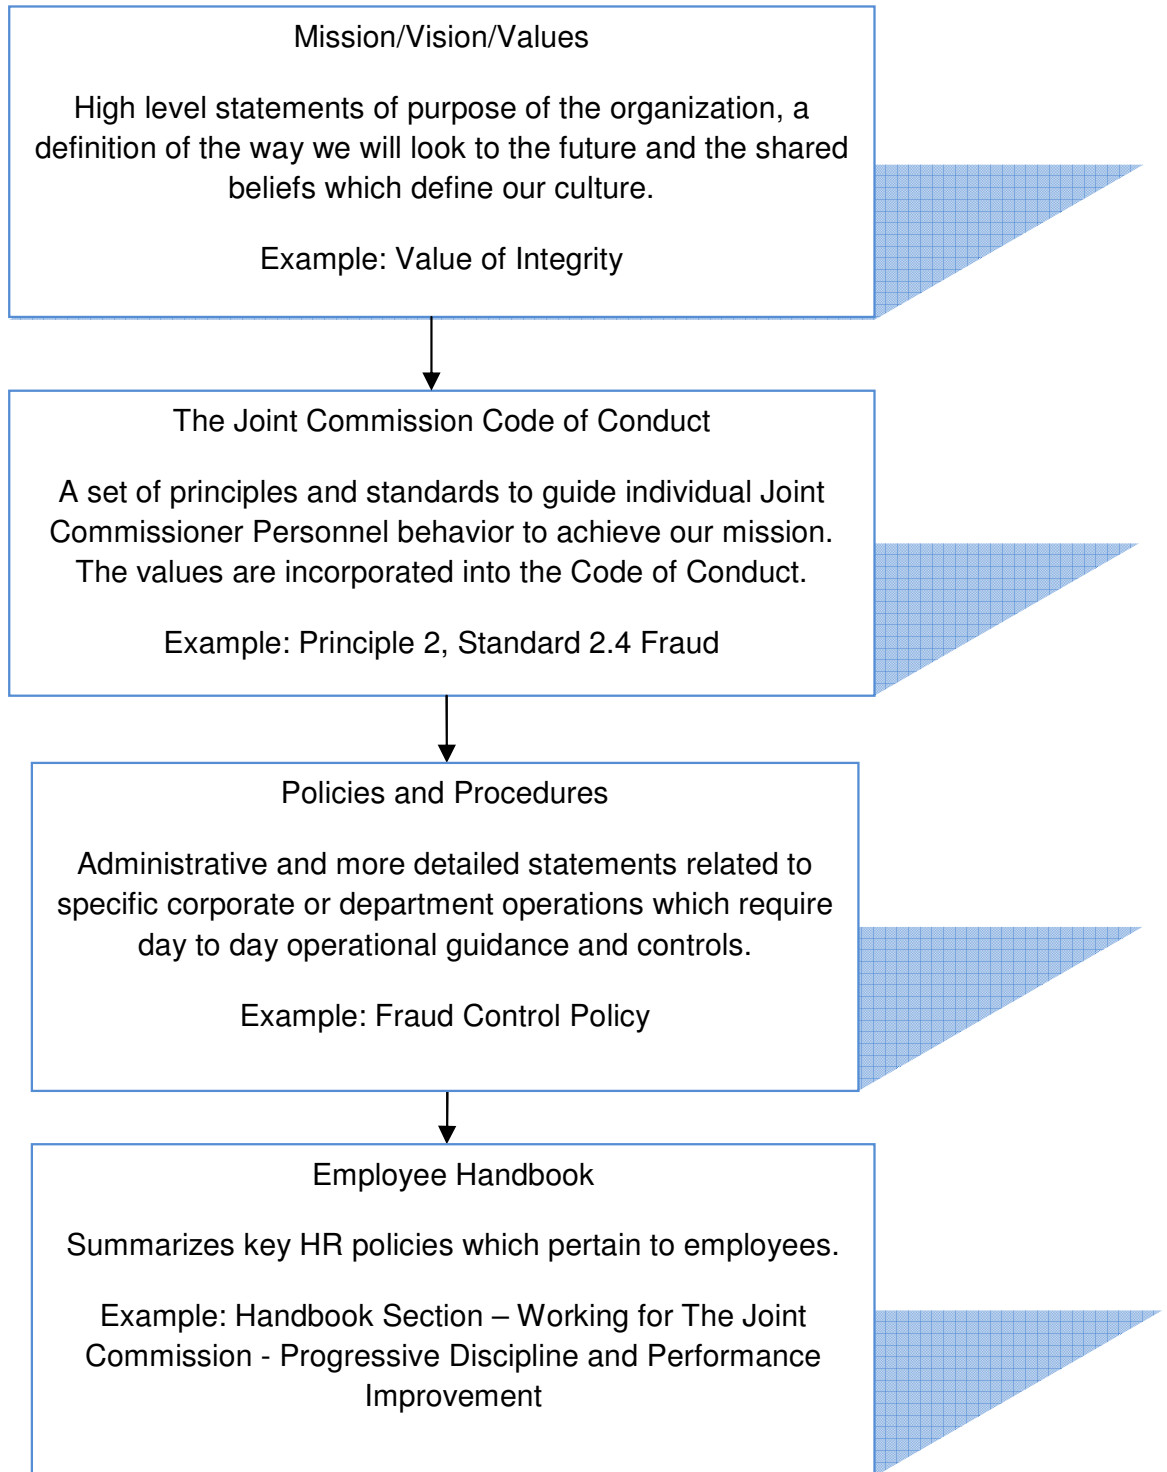 Mission/Vision/Values
High level statements of purpose of the organization, a
definition of the way we will look to the future and the shared
beliefs which define our culture.
Example: Value of Integrity
The Joint Commission Code of Conduct
A set of principles and standards to guide individual Joint
Commissioner Personnel behavior to achieve our mission.
The values are incorporated into the Code of Conduct.
Example: Principle 2, Standard 2.4 Fraud
Policies and Procedures
Administrative and more detailed statements related to
specific corporate or department operations which require
day to day operational guidance and controls.
Example: Fraud Control Policy
Employee Handbook
Summarizes key HR policies which pertain to employees.
Example: Handbook Section – Working for The Joint
Commission - Progressive Discipline and Performance
Improvement